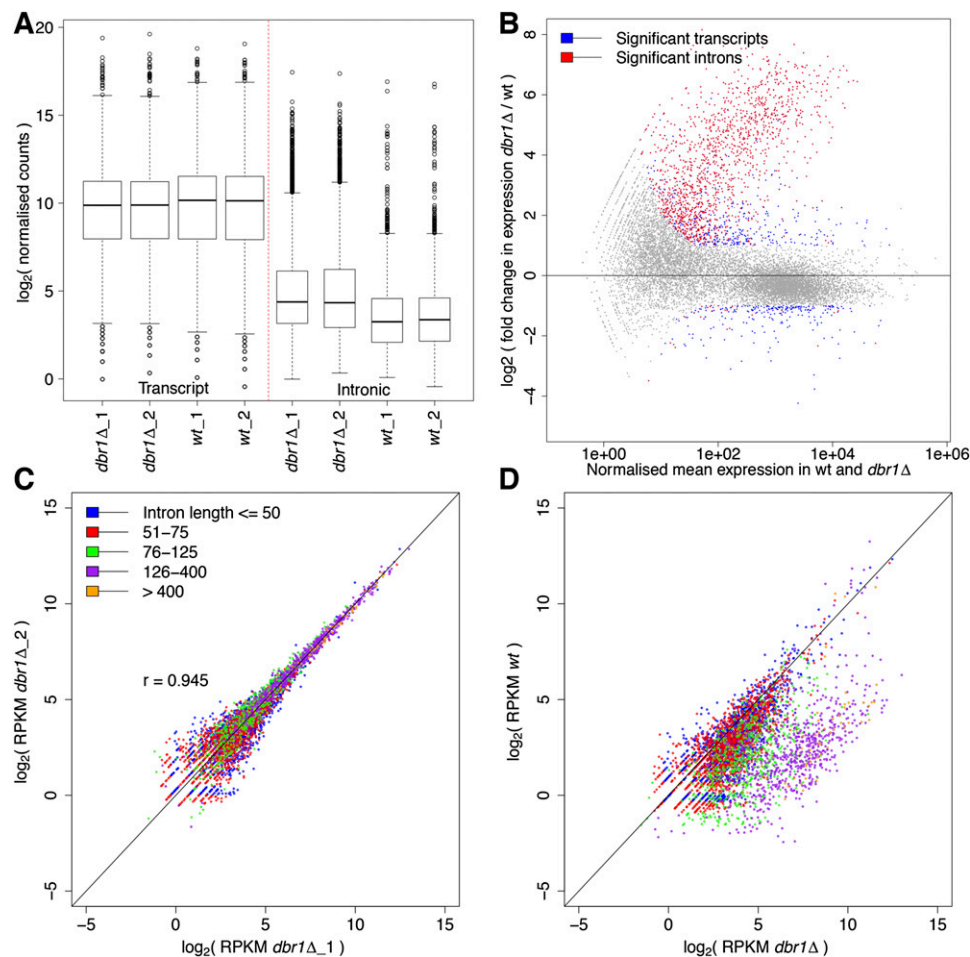 A
log2( normalised counts )
20
15
10
5
0
Transcript
Intronic
dbr1Δ_1
dbr1Δ_2
wt_1
wt_2
dbr1Δ_1
dbr1Δ_2
wt_1
wt_2
B
log2 ( fold change in expression dbr1Δ / wt )
8
6
4
2
0
-2
-4
Significant transcripts
Significant introns
1e+00
1e+02
1e+04
1e+06
Normalised mean expression in wt and dbr1Δ
C
log2( RPKM dbr1Δ_2 )
15
10
5
0
-5
Intron length <= 50
51-75
76-125
126-400
> 400
r = 0.945
-5
0
5
10
15
log2( RPKM dbr1Δ_1 )
D
log2( RPKM wt )
15
10
5
0
-5
-5
0
5
10
15
log2( RPKM dbr1Δ )